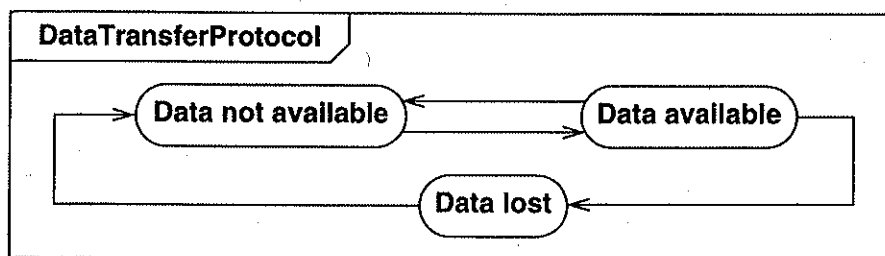 DataTransferProtocol
Data not available
Data available
Data lost